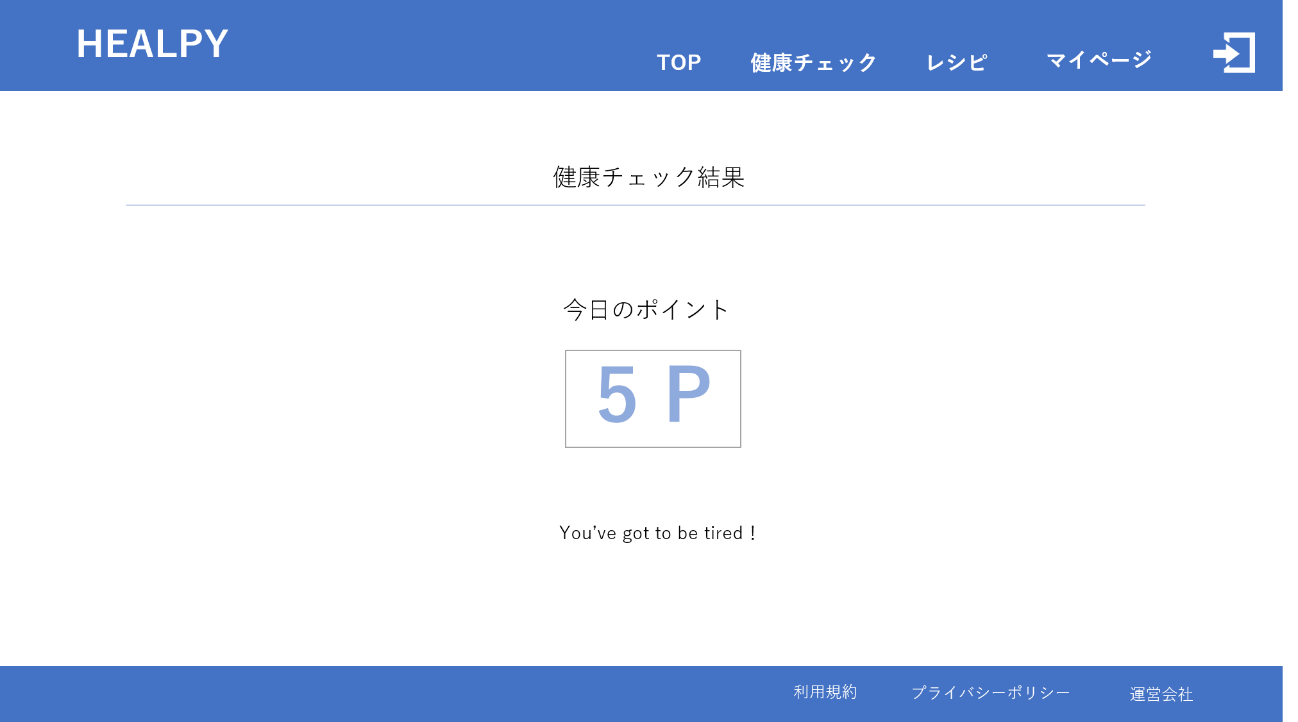 HEALPY
TOP 健康チェック レシピ マイページ
健康チェック結果
今日のポイント
５Ｐ
You've got to be tired！
利用規約 プライバシーポリシー 運営会社